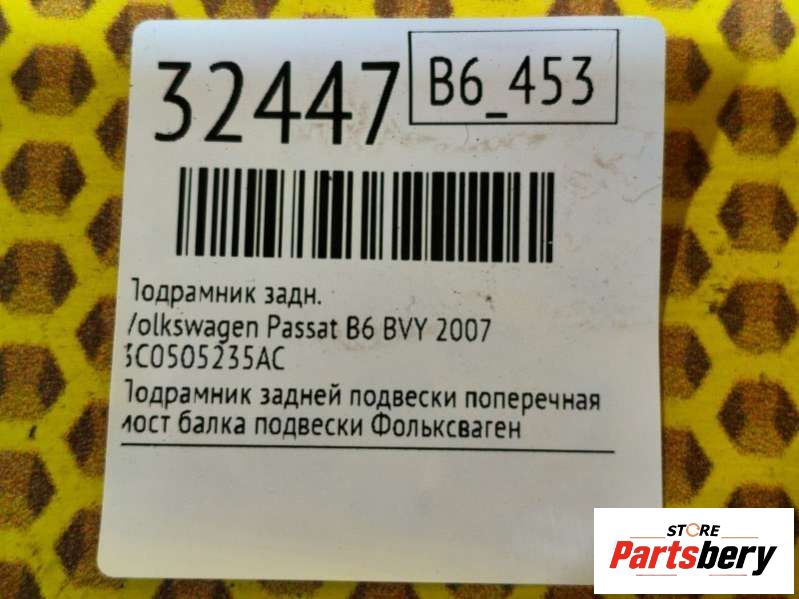 32447
B6_453
Подрамник задн.
Volkswagen Passat B6 BVY 2007
3C0505235AC
Подрамник задней подвески поперечная
мост балка подвески Фольксваген
STORE
Partsbery